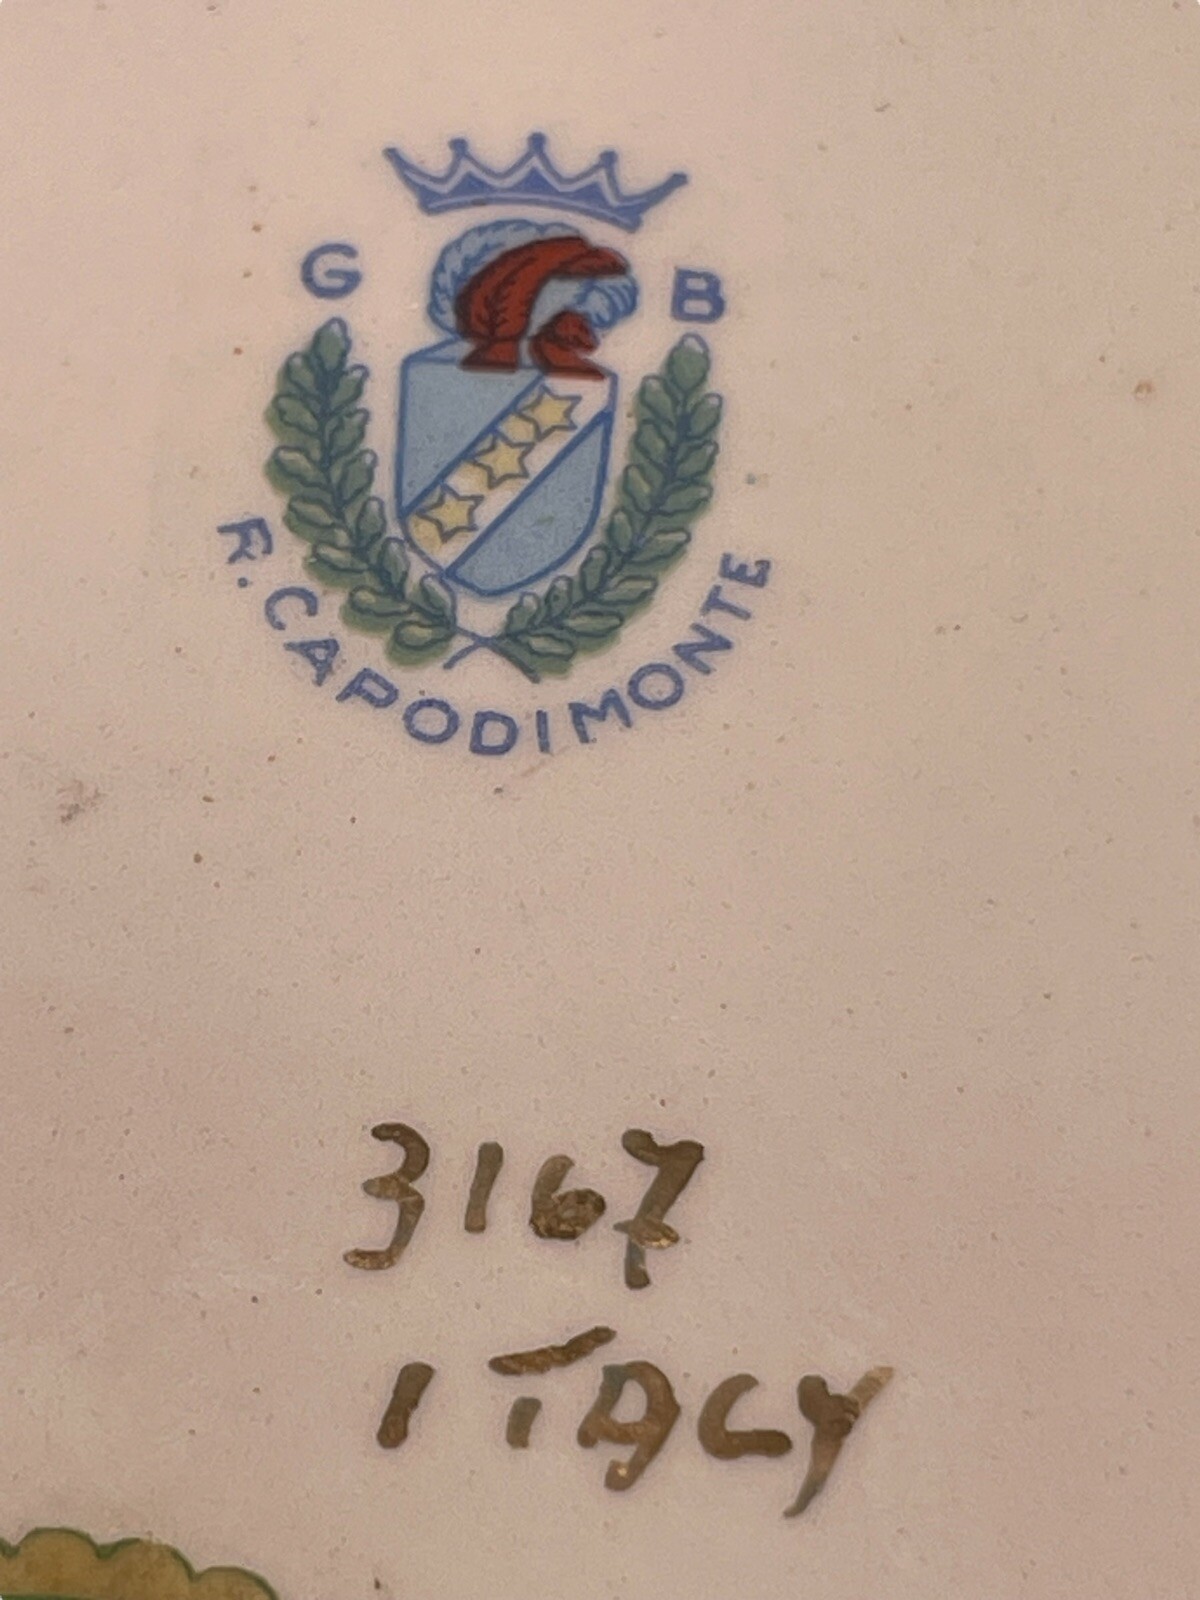 G B
R. CAPODIMONTE
3167
ITALY